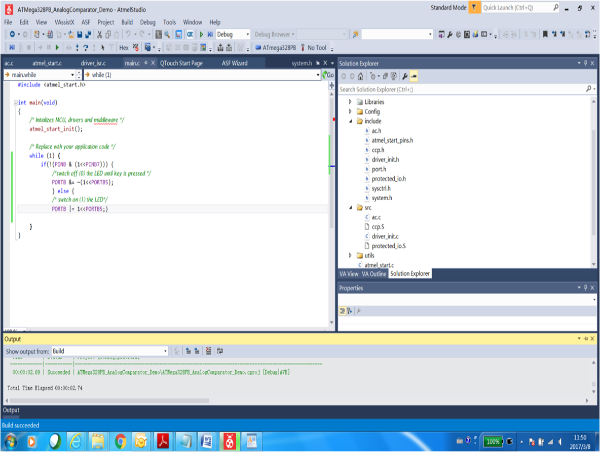 ATMega328PB_AnalogComparator_Demo - AtmelStudio
Standard Mode
Quick Launch (Ctrl+Q)
File Edit View VAssistX ASF Project Build Debug Tools Window Help
Debug
Debug Browser
Hex
ATmega328PB
No Tool
ac.c
atmel_start.c
driver_isr.c
main.c
QTouch Start Page
ASF Wizard
system.h
main.while
while (1)
Go
#include <atmel_start.h>
int main(void)
{
/* Initializes MCU, drivers and middleware */
atmel_start_init();
/* Replace with your application code */
while (1) {
if(!(PINB & (1<<PINB7))) {
/*switch off (0) the LED until key is pressed */
PORTB &= ~(1<<PORTB5);
} else {
/* switch on (1) the LED*/
PORTB |= 1<<PORTB5;}
}
}
Solution Explorer
Search Solution Explorer (Ctrl+;)
Libraries
Config
include
ac.h
atmel_start_pins.h
ccp.h
driver_init.h
port.h
protected_io.h
sysctrl.h
system.h
src
ac.c
ccp.S
driver_init.c
protected_io.S
utils
atmel_start.c
VA View VA Outline Solution Explorer
Properties
Output
Show output from: Build
00:00:02.09 | Succeeded | ATMega328PB_AnalogComparator_Demo\ATMega328PB_AnalogComparator_Demo.cproj [Debug|AVR]
Total Time Elapsed 00:00:02.74
Output
Build succeeded
100%
11:50
2017/3/8